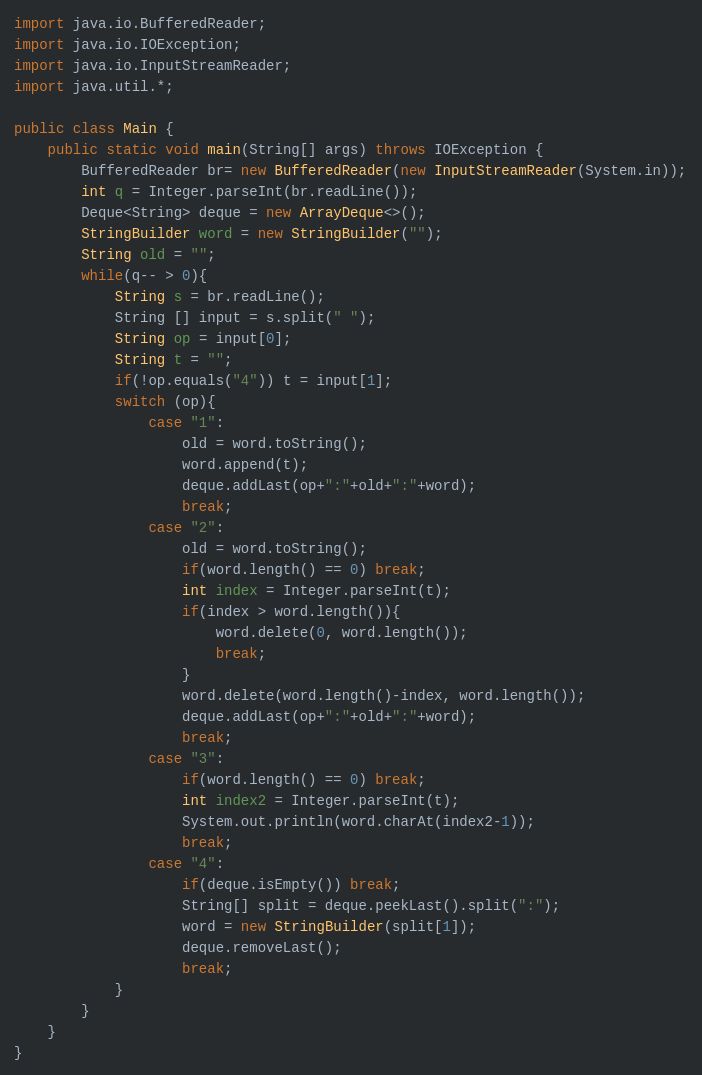 import java.io.BufferedReader;
import java.io.IOException;
import java.io.InputStreamReader;
import java.util.*;

public class Main {
    public static void main(String[] args) throws IOException {
        BufferedReader br= new BufferedReader(new InputStreamReader(System.in));
        int q = Integer.parseInt(br.readLine());
        Deque<String> deque = new ArrayDeque<>();
        StringBuilder word = new StringBuilder("");
        String old = "";
        while(q-- > 0){
            String s = br.readLine();
            String [] input = s.split(" ");
            String op = input[0];
            String t = "";
            if(!op.equals("4")) t = input[1];
            switch (op){
                case "1":
                    old = word.toString();
                    word.append(t);
                    deque.addLast(op+":"+old+":"+word);
                    break;
                case "2":
                    old = word.toString();
                    if(word.length() == 0) break;
                    int index = Integer.parseInt(t);
                    if(index > word.length()){
                        word.delete(0, word.length());
                        break;
                    }
                    word.delete(word.length()-index, word.length());
                    deque.addLast(op+":"+old+":"+word);
                    break;
                case "3":
                    if(word.length() == 0) break;
                    int index2 = Integer.parseInt(t);
                    System.out.println(word.charAt(index2-1));
                    break;
                case "4":
                    if(deque.isEmpty()) break;
                    String[] split = deque.peekLast().split(":");
                    word = new StringBuilder(split[1]);
                    deque.removeLast();
                    break;
            }
        }
    }
}